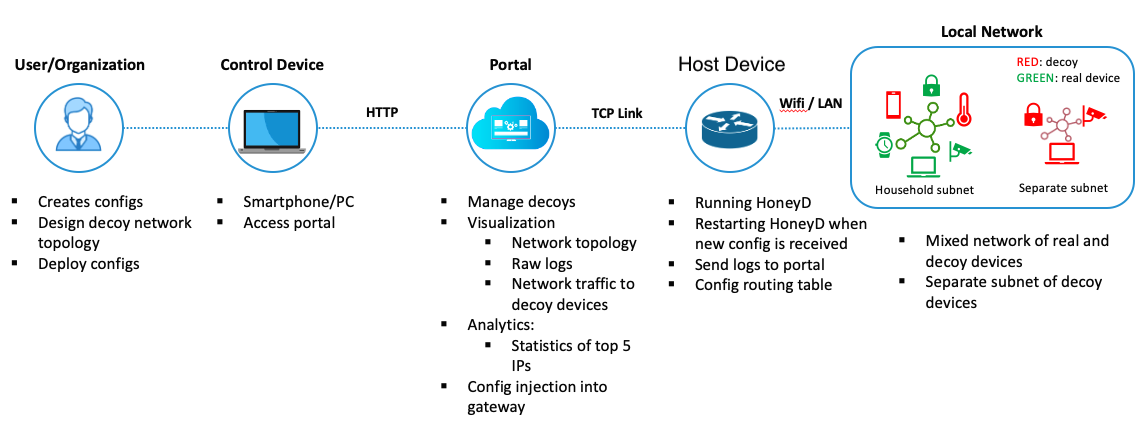 Local Network
User/Organization
Control Device
Portal
Host Device
RED: decoy
GREEN: real device
HTTP
TCP Link
Wifi / LAN
Household subnet
Separate subnet
▪ Creates configs
▪ Design decoy network
topology
▪ Deploy configs
▪ Smartphone/PC
▪ Access portal
▪ Manage decoys
▪ Visualization
▪ Network topology
▪ Raw logs
▪ Network traffic to
decoy devices
▪ Analytics:
▪ Statistics of top 5
IPs
▪ Config injection into
gateway
▪ Running HoneyD
▪ Restarting HoneyD when
new config is received
▪ Send logs to portal
▪ Config routing table
▪ Mixed network of real and
decoy devices
▪ Separate subnet of decoy
devices